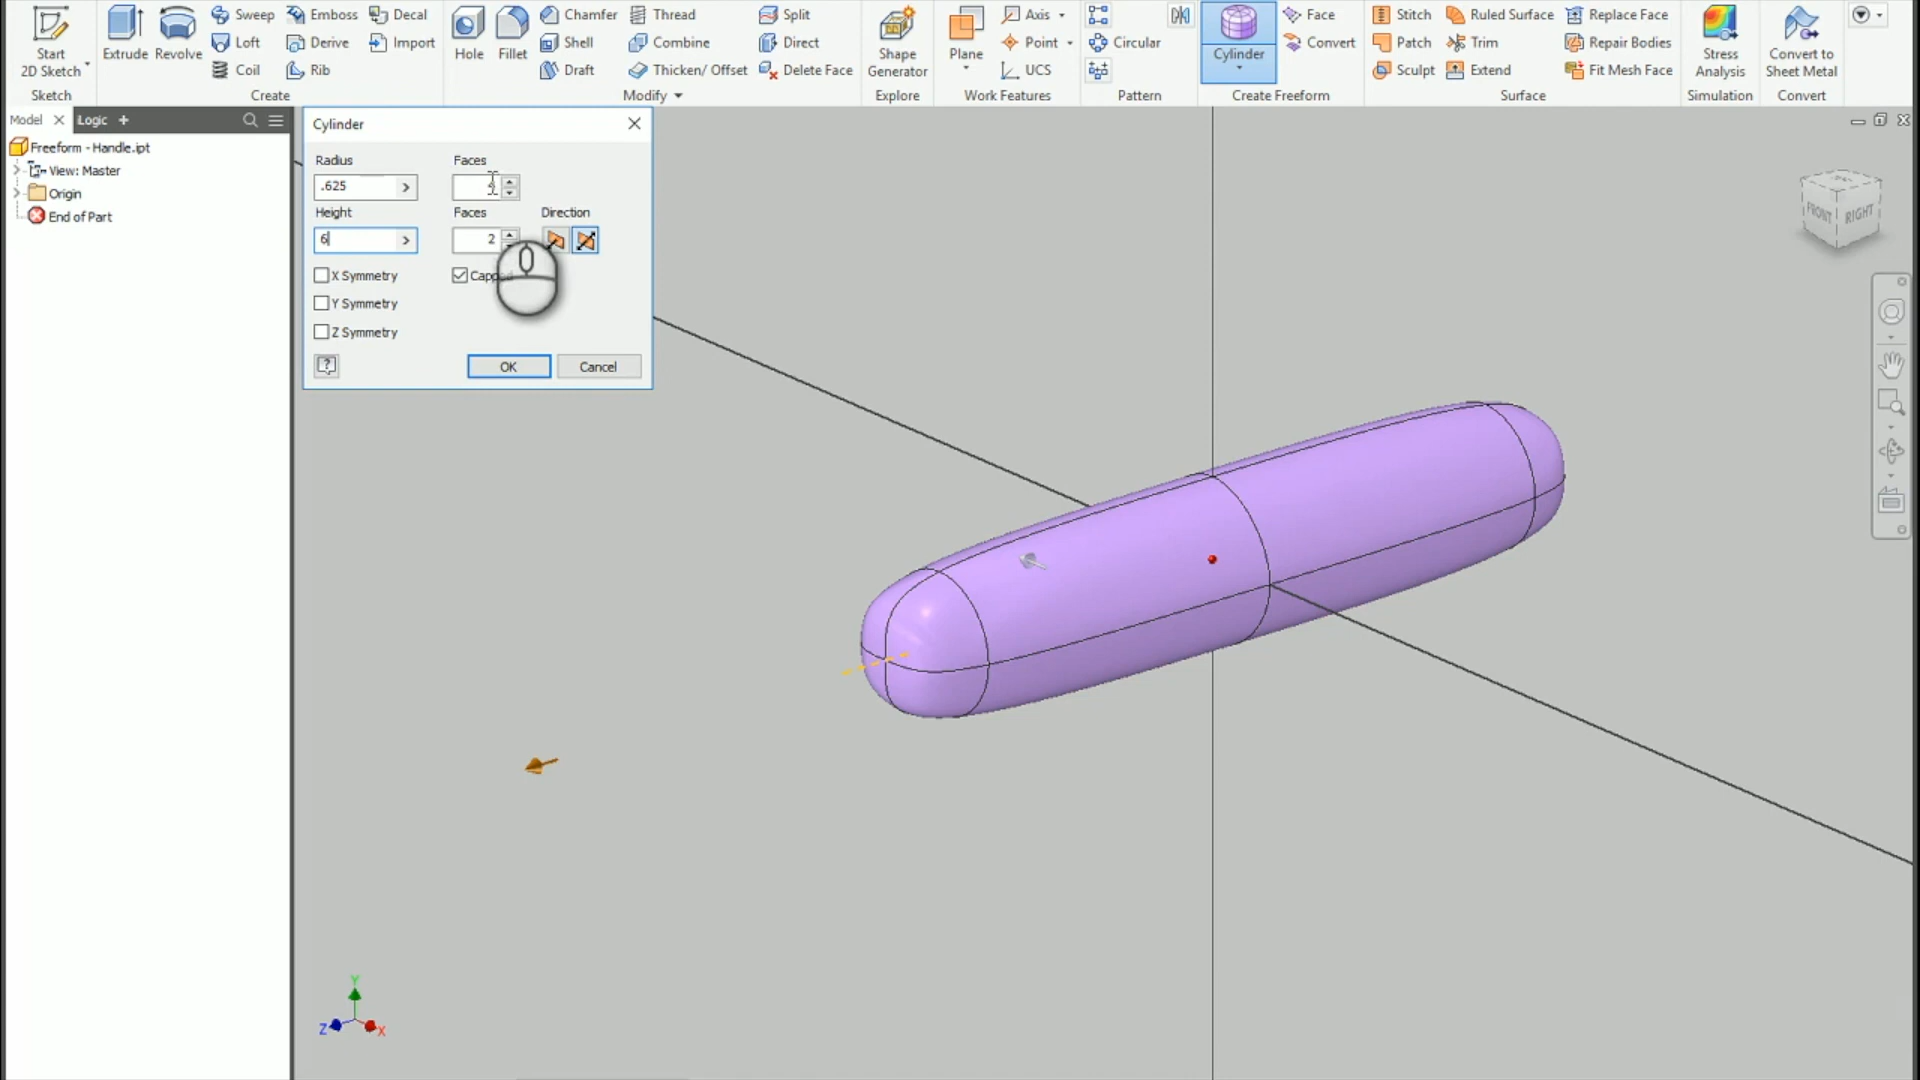 Start 2D Sketch
Sketch
Extrude Revolve
Sweep Emboss Decal
Loft Derive Import
Coil Rib
Create
Hole Fillet
Chamfer Thread Split
Shell Combine Direct
Draft Thicken/ Offset Delete Face
Modify
Shape Generator
Explore
Plane
Axis
Point
UCS
Work Features
Circular
Pattern
Cylinder
Face
Convert
Create Freeform
Stitch Ruled Surface Replace Face
Patch Trim Repair Bodies
Sculpt Extend Fit Mesh Face
Surface
Stress Analysis
Simulation
Convert to Sheet Metal
Convert
Model iLogic +
Freeform - Handle.ipt
View: Master
Origin
End of Part
Cylinder
Radius Faces
.625
Height Faces Direction
6 2
X Symmetry
Y Symmetry
Z Symmetry
OK Cancel
FRONT RIGHT
Y
Z X